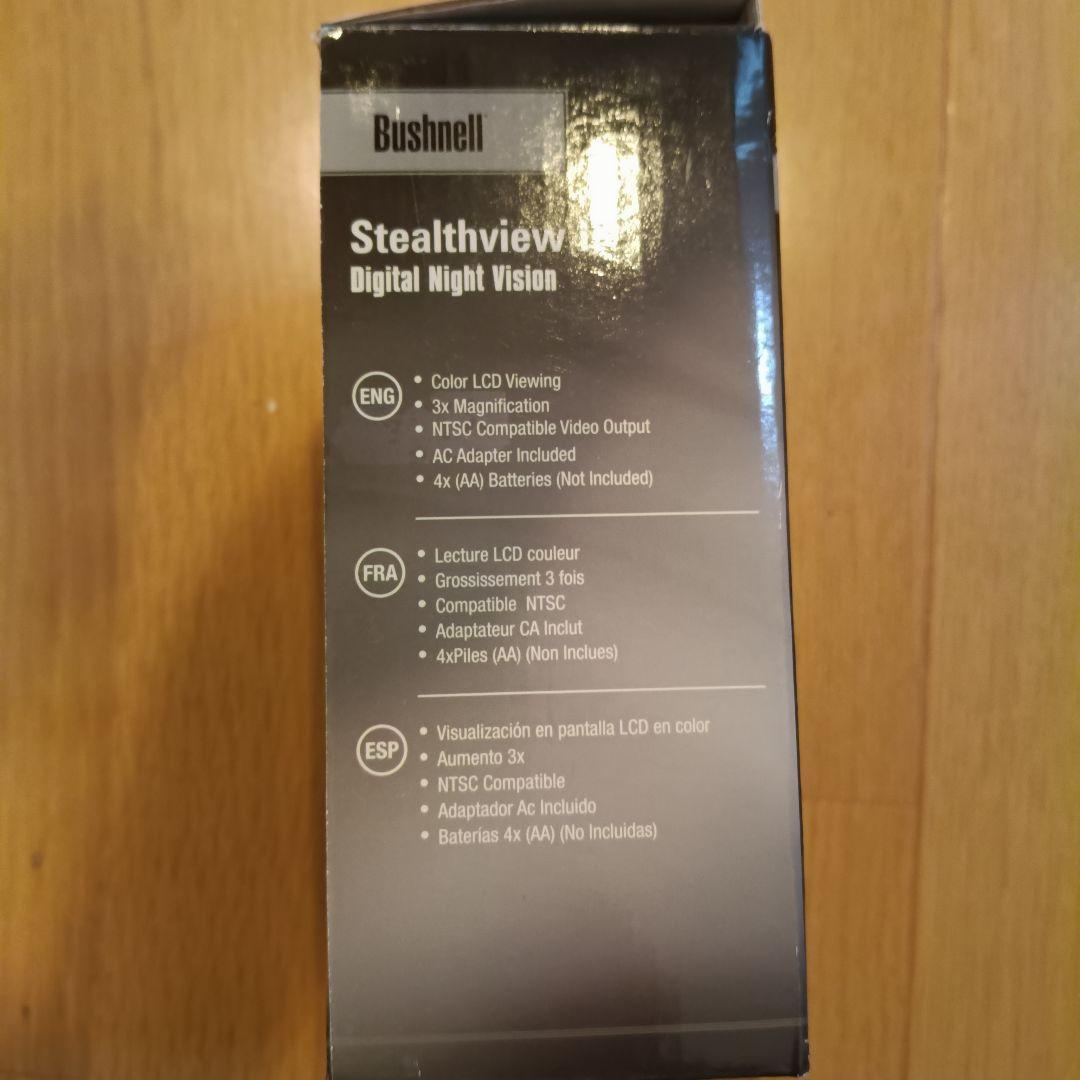 Bushnell
Stealthview
Digital Night Vision
ENG
• Color LCD Viewing
• 3x Magnification
• NTSC Compatible Video Output
• AC Adapter Included
• 4x (AA) Batteries (Not Included)
FRA
• Lecture LCD couleur
• Grossissement 3 fois
• Compatible NTSC
• Adaptateur CA Inclut
• 4xPiles (AA) (Non Inclues)
ESP
• Visualización en pantalla LCD en color
• Aumento 3x
• NTSC Compatible
• Adaptador Ac Incluido
• Baterías 4x (AA) (No Incluidas)